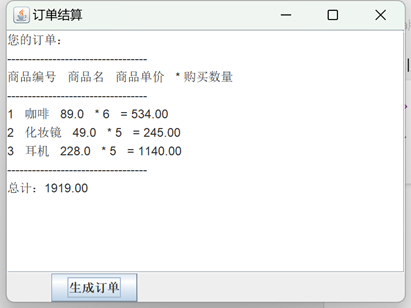 订单结算
您的订单：
----------------------------------
商品编号 商品名 商品单价 * 购买数量
----------------------------------
1 咖啡 89.0 * 6 = 534.00
2 化妆镜 49.0 * 5 = 245.00
3 耳机 228.0 * 5 = 1140.00
----------------------------------
总计：1919.00
生成订单